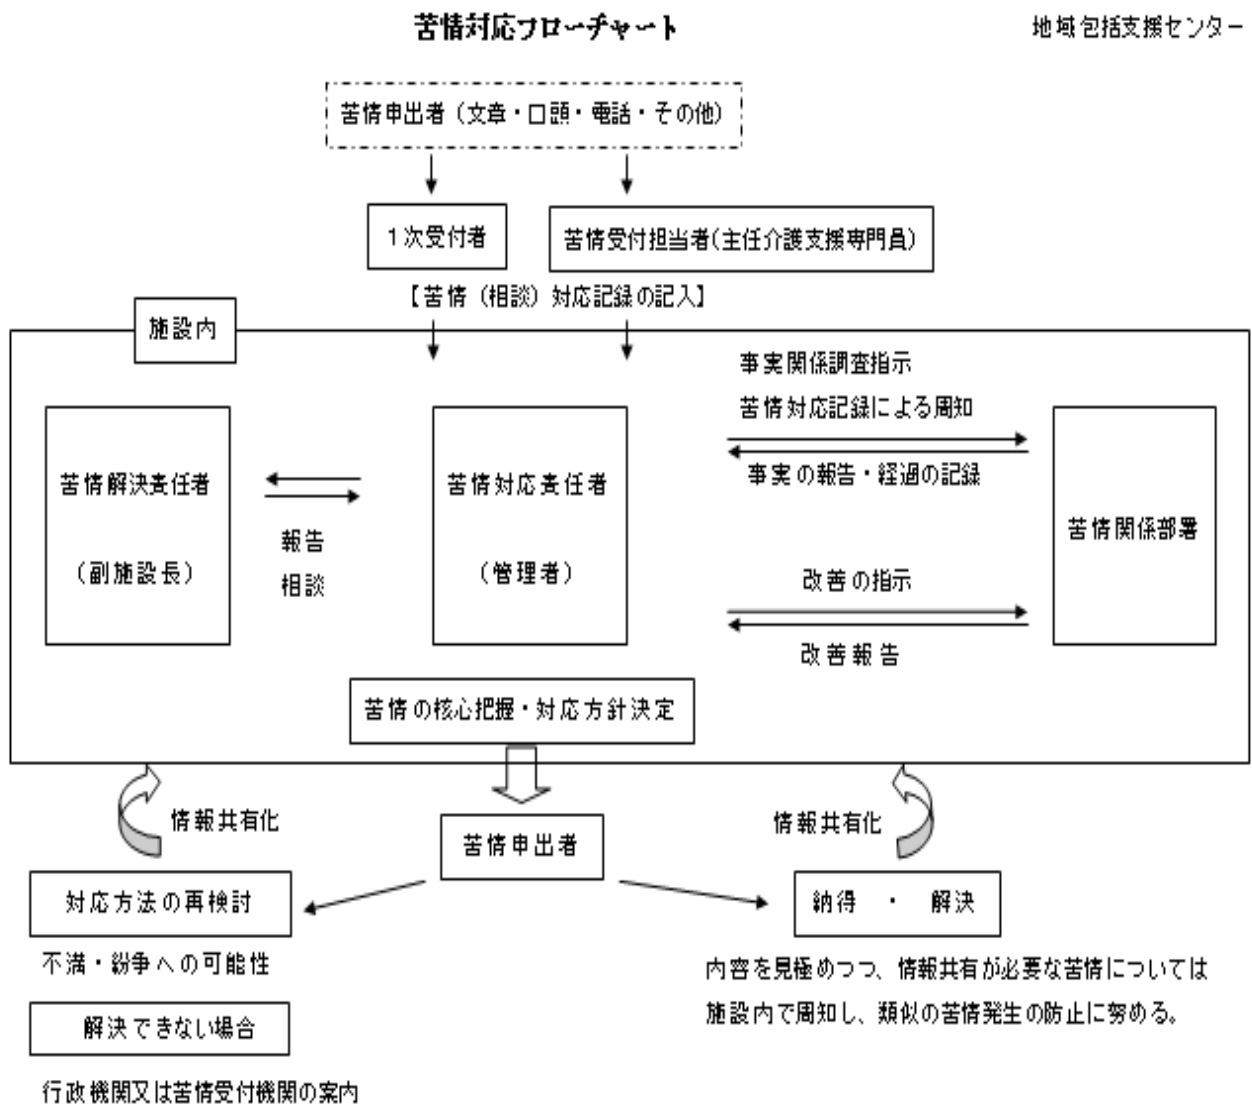 苦情対応フローチャート
地域包括支援センター
苦情申出者（文章・口頭・電話・その他）
１次受付者
苦情受付担当者（主任介護支援専門員）
【苦情（相談）対応記録の記入】
施設内
事実関係調査指示
苦情対応記録による周知
事実の報告・経過の記録
苦情解決責任者
（副施設長）
報告
相談
苦情対応責任者
（管理者）
苦情関係部署
改善の指示
改善報告
苦情の核心把握・対応方針決定
情報共有化
苦情申出者
情報共有化
対応方法の再検討
納得　・　解決
不満・紛争への可能性
内容を見極めつつ、情報共有が必要な苦情については
施設内で周知し、類似の苦情発生の防止に努める。
解決できない場合
行政機関又は苦情受付機関の案内